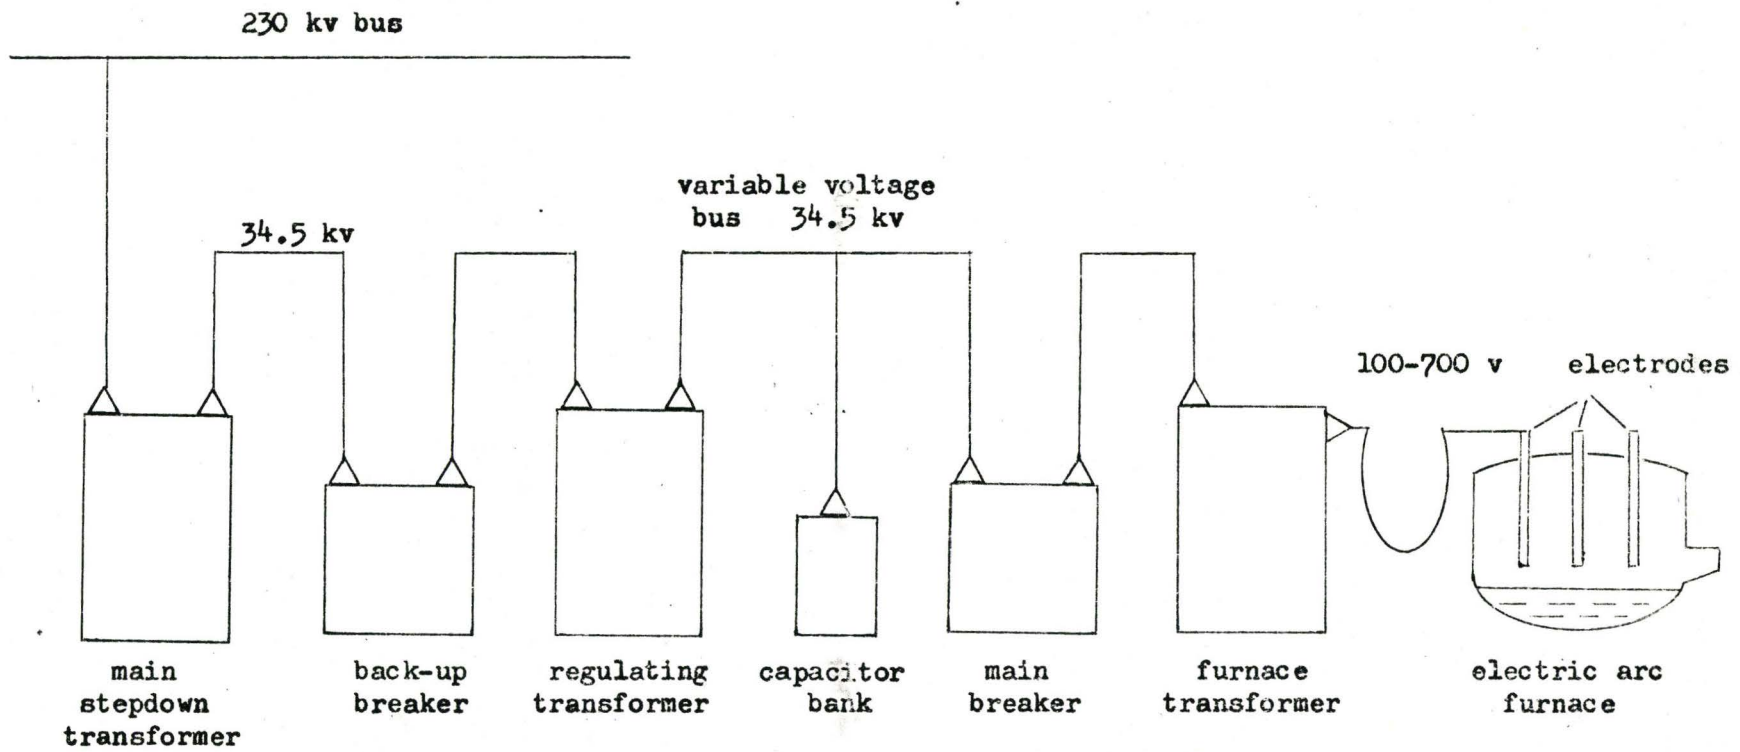 230 kv bus
variable voltage
bus 34.5 kv
34.5 kv
100-700 v
electrodes
main
stepdown
transformer
back-up
breaker
regulating
transformer
capacitor
bank
main
breaker
furnace
transformer
electric arc
furnace